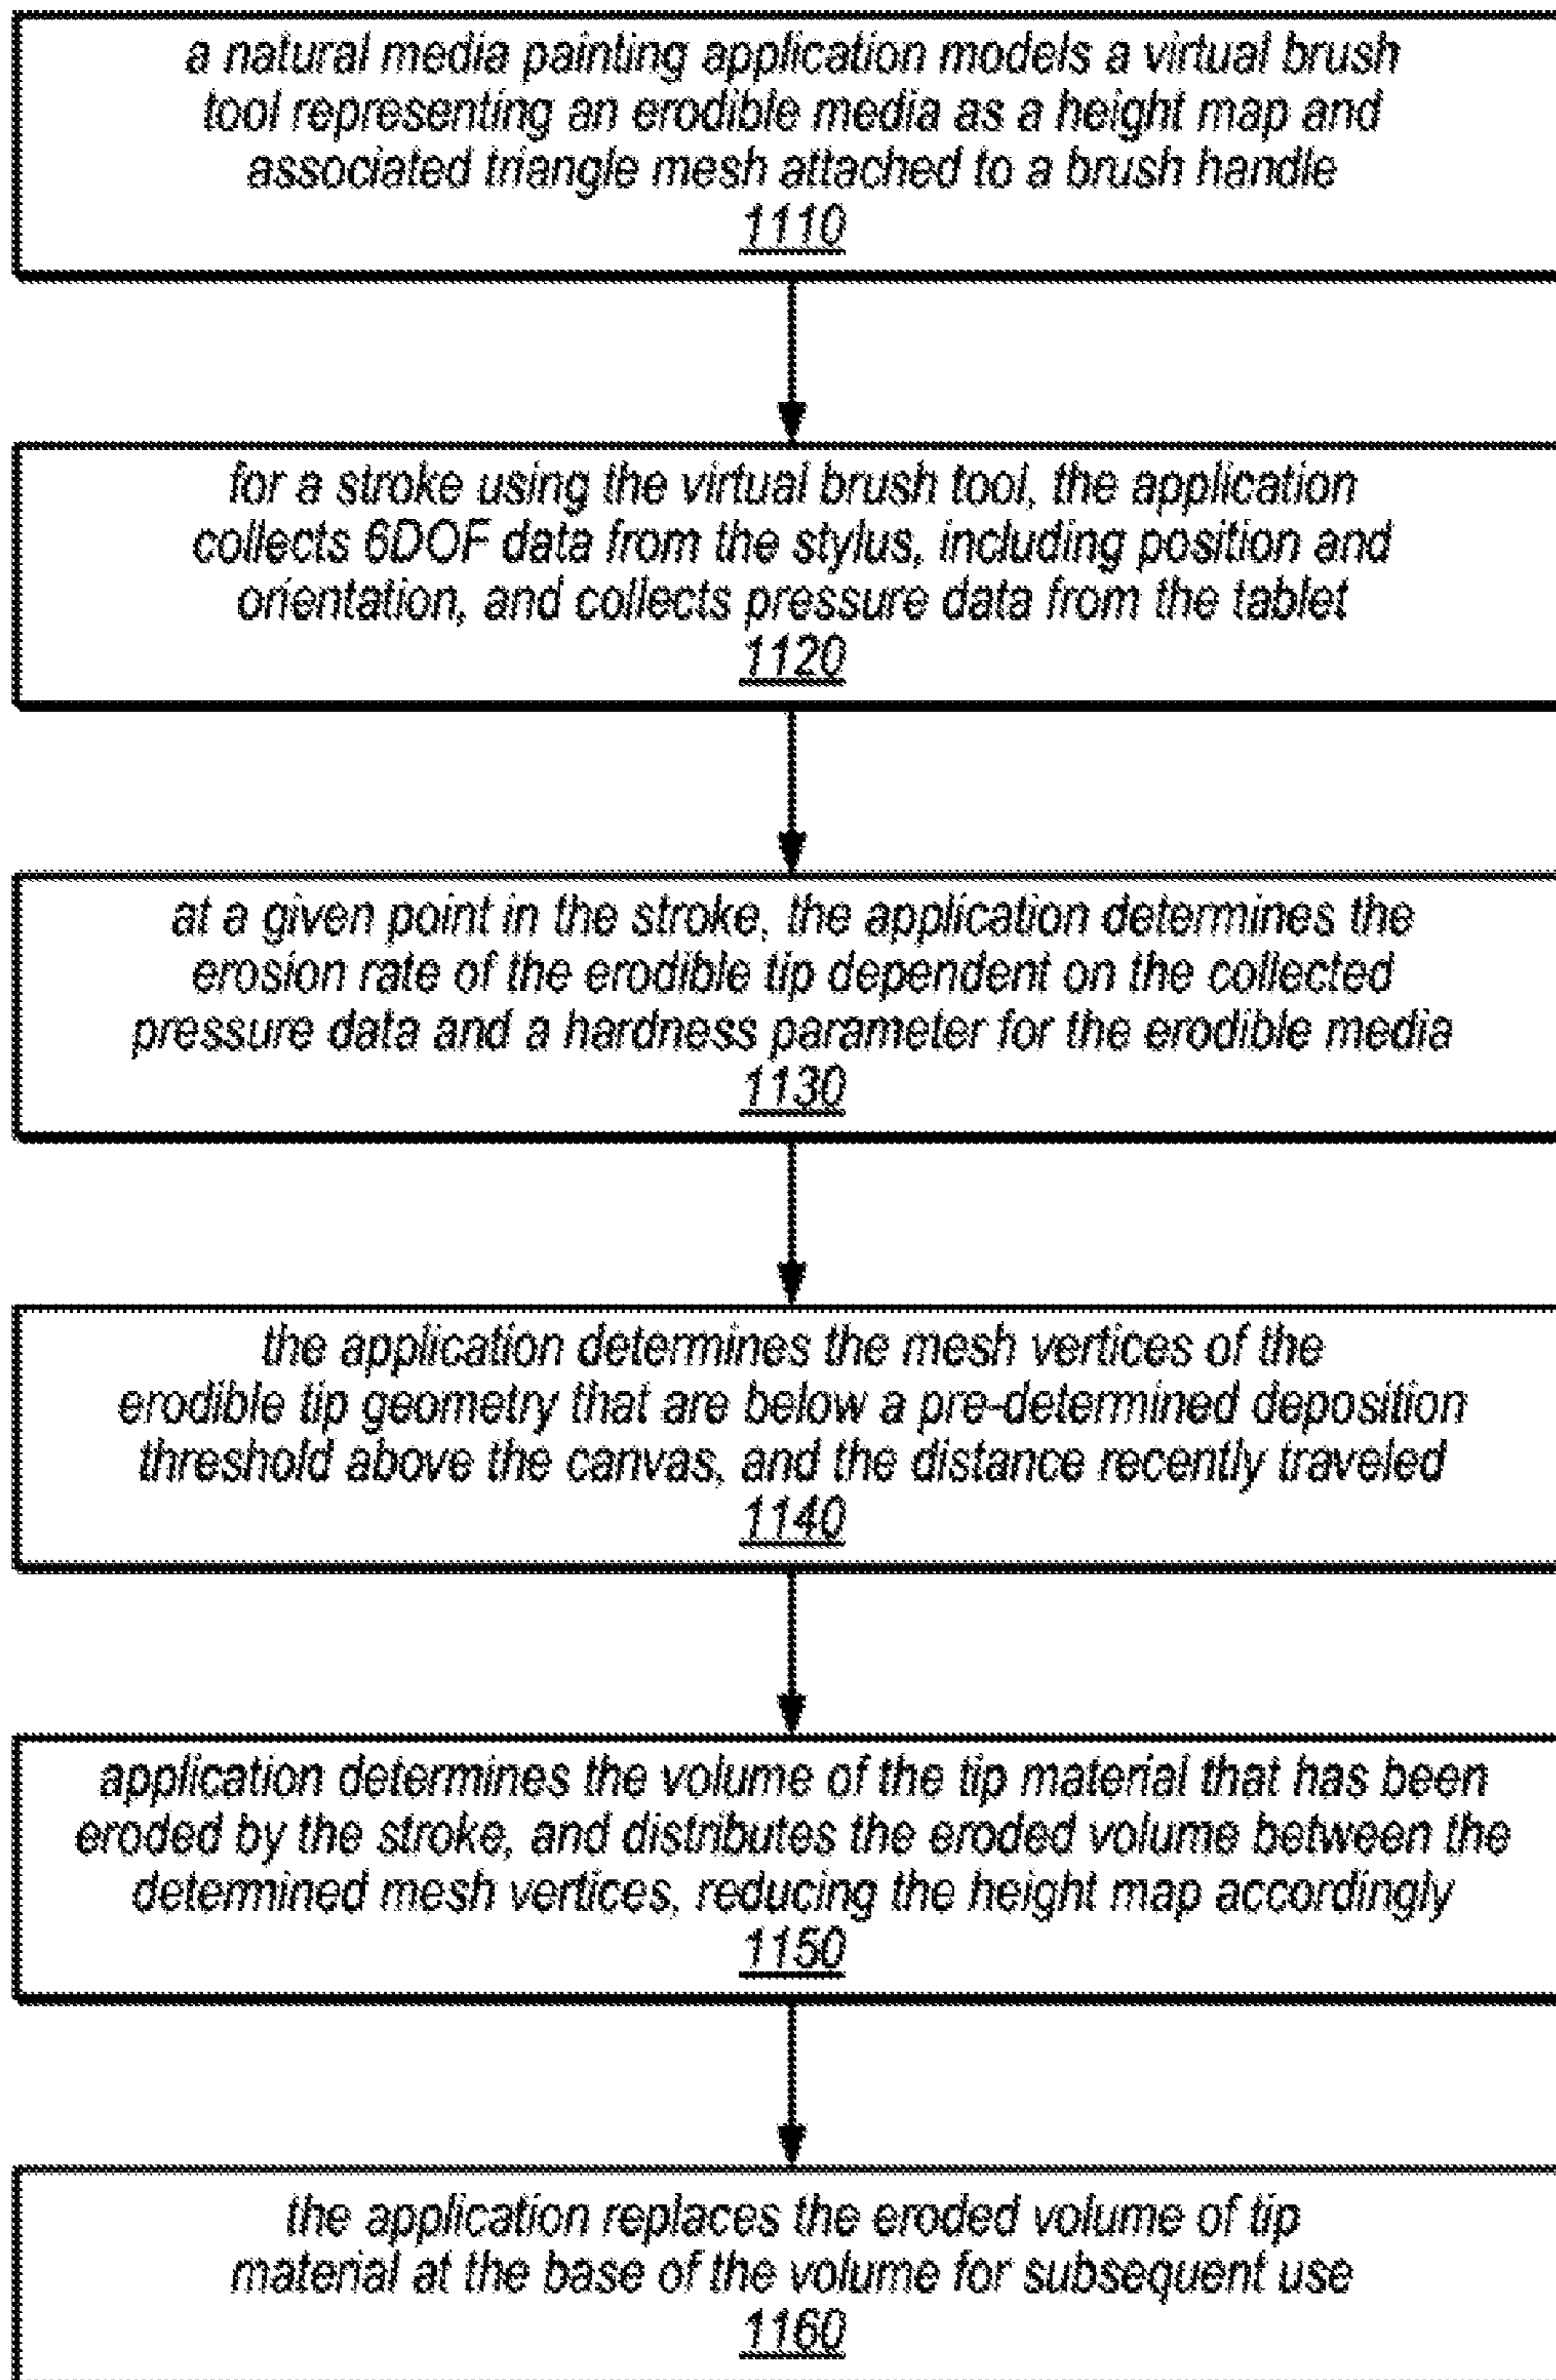 a natural media painting application models a virtual brush
tool representing an erodible media as a height map and
associated triangle mesh attached to a brush handle
1110
for a stroke using the virtual brush tool, the application
collects 6DOF data from the stylus, including position and
orientation, and collects pressure data from the tablet
1120
at a given point in the stroke, the application determines the
erosion rate of the erodible tip dependent on the collected
pressure data and a hardness parameter for the erodible media
1130
the application determines the mesh vertices of the
erodible tip geometry that are below a pre-determined deposition
threshold above the canvas, and the distance recently traveled
1140
application determines the volume of the tip material that has been
eroded by the stroke, and distributes the eroded volume between the
determined mesh vertices, reducing the height map accordingly
1150
the application replaces the eroded volume of tip
material at the base of the volume for subsequent use
1160